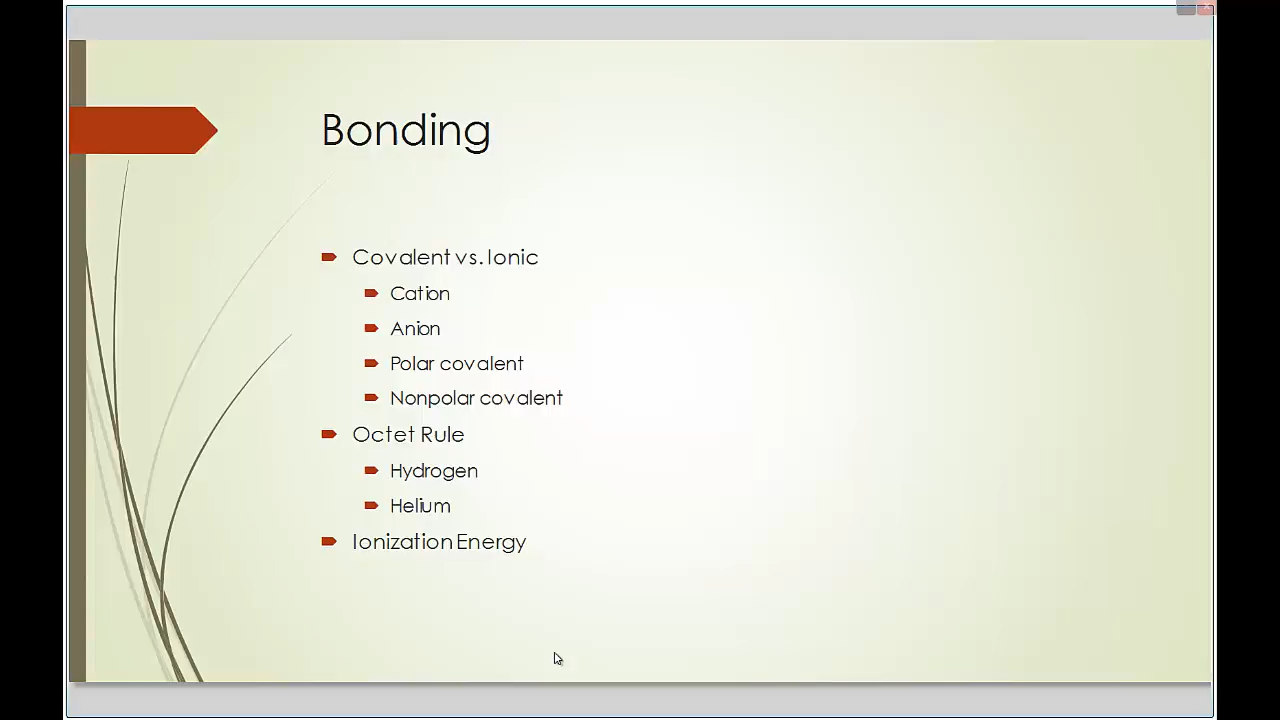 Bonding
Covalent vs. Ionic
Cation
Anion
Polar covalent
Nonpolar covalent
Octet Rule
Hydrogen
Helium
Ionization Energy